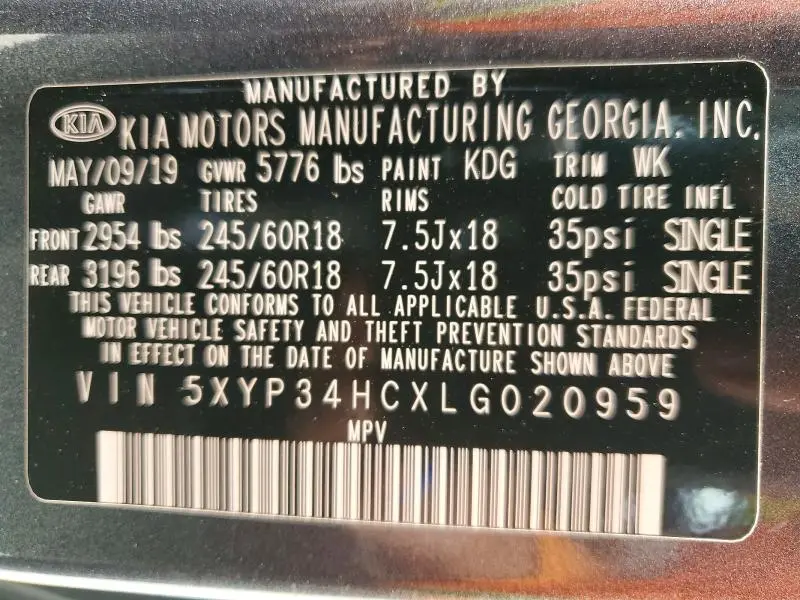 MANUFACTURED BY
KIA KIA MOTORS MANUFACTURING GEORGIA. INC.
MAY/09/19 GVWR 5776 lbs PAINT KDG TRIM WK
GAWR TIRES RIMS COLD TIRE INFL
FRONT 2954 lbs 245/60R18 7.5Jx18 35psi SINGLE
REAR 3196 lbs 245/60R18 7.5Jx18 35psi SINGLE
THIS VEHICLE CONFORMS TO ALL APPLICABLE U.S.A. FEDERAL
MOTOR VEHICLE SAFETY AND THEFT PREVENTION STANDARDS
IN EFFECT ON THE DATE OF MANUFACTURE SHOWN ABOVE
VIN 5XYP34HCXLG020959
MPV